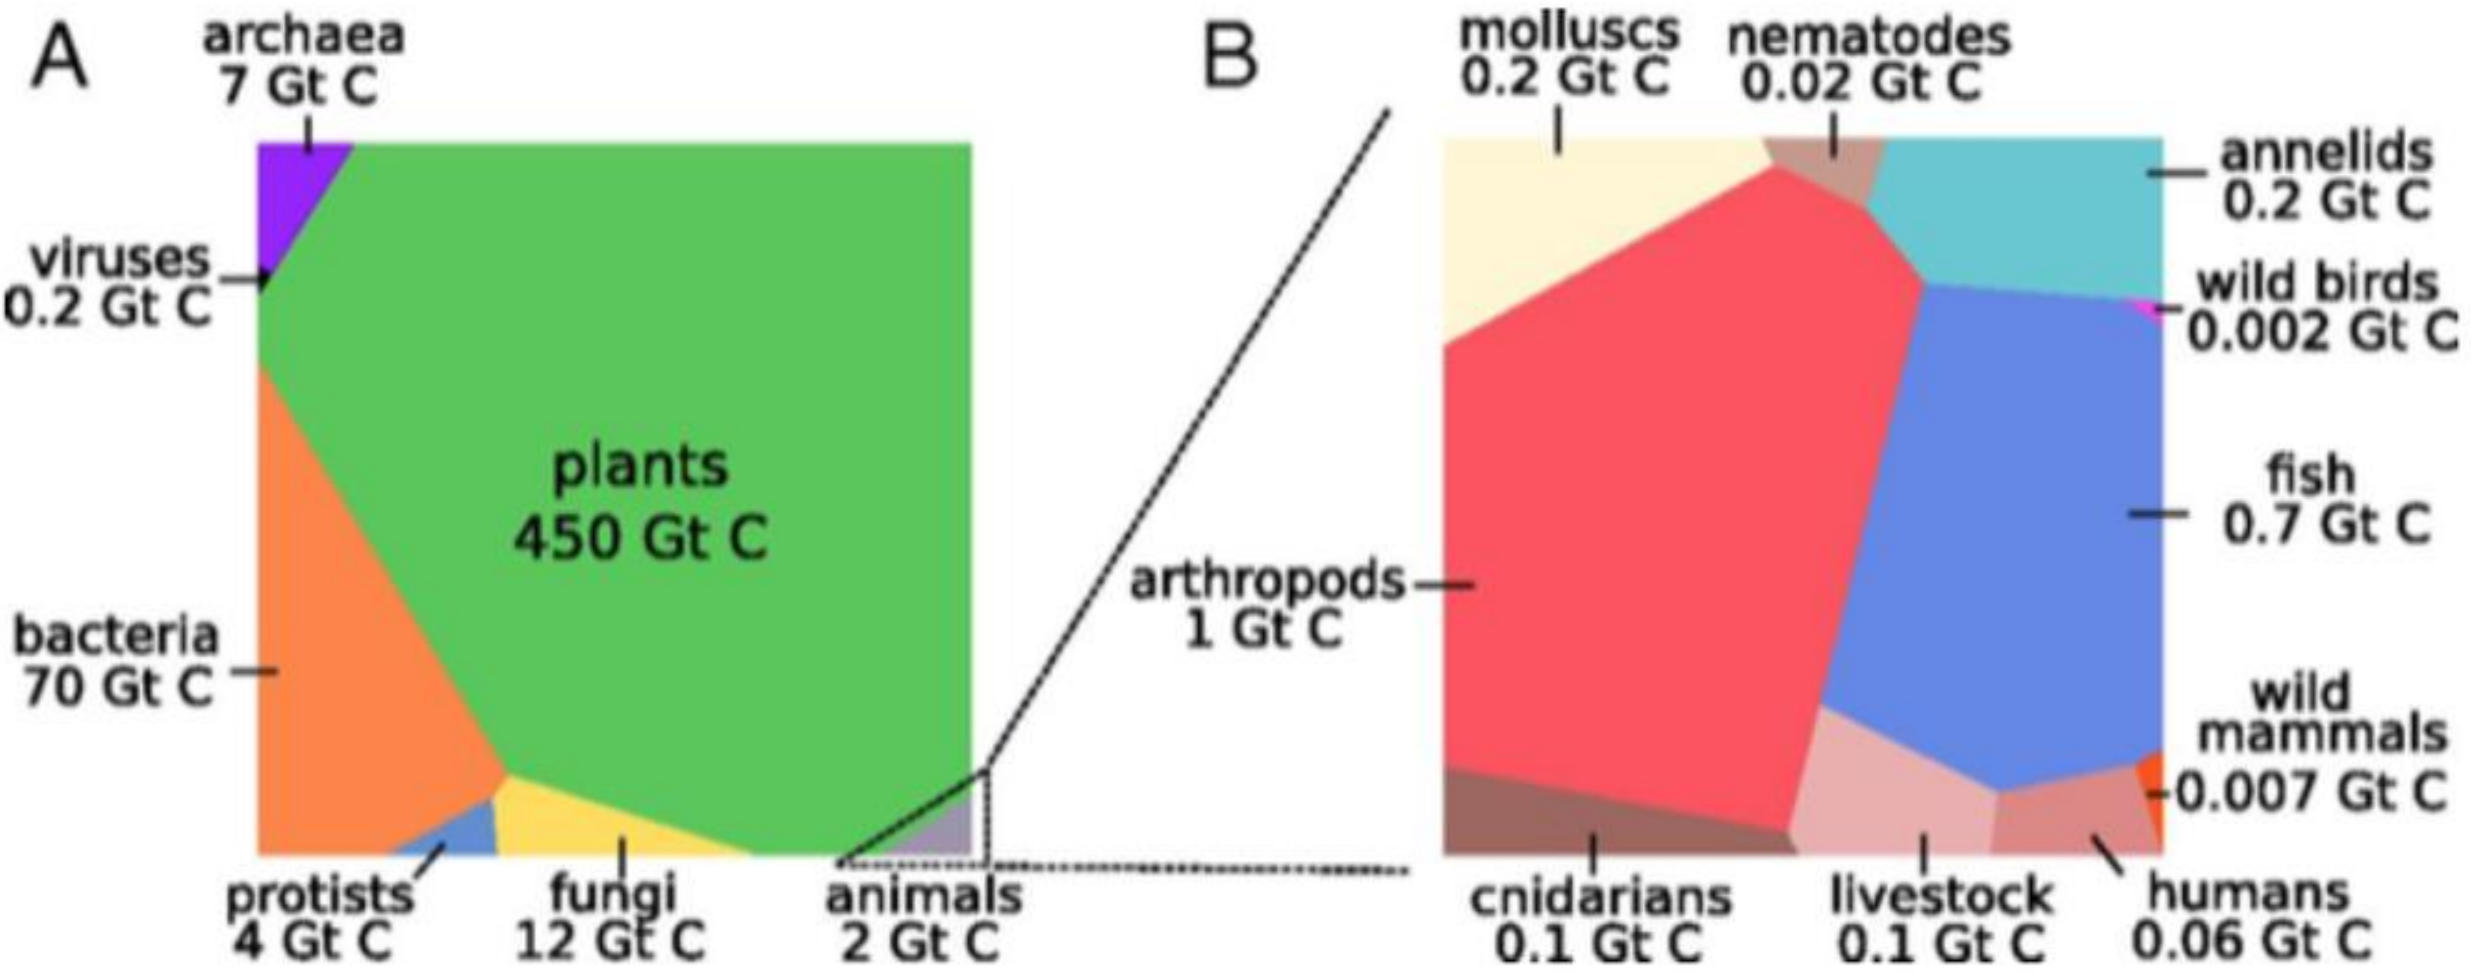 A
archaea
7 Gt C
viruses
0.2 Gt C
plants
450 Gt C
bacteria
70 Gt C
protists
4 Gt C
fungi
12 Gt C
animals
2 Gt C
B
molluscs
0.2 Gt C
nematodes
0.02 Gt C
annelids
0.2 Gt C
wild birds
0.002 Gt C
fish
0.7 Gt C
arthropods
1 Gt C
wild
mammals
0.007 Gt C
cnidarians
0.1 Gt C
livestock
0.1 Gt C
humans
0.06 Gt C